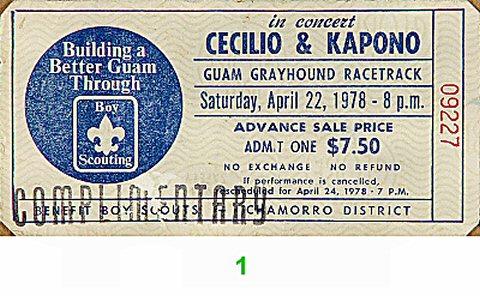 Building a
Better Guam
Through
Boy
Scouting
in concert
CECILIO & KAPONO
GUAM GRAYHOUND RACETRACK
Saturday, April 22, 1978 - 8 p.m.
ADVANCE SALE PRICE
ADM.T ONE $7.50
NO EXCHANGE NO REFUND
If performance is cancelled,
rescheduled for April 24, 1978 - 7 P.M.
COMPLIMENTARY
BENEFIT BOY SCOUTS CHAMORRO DISTRICT
09227
1